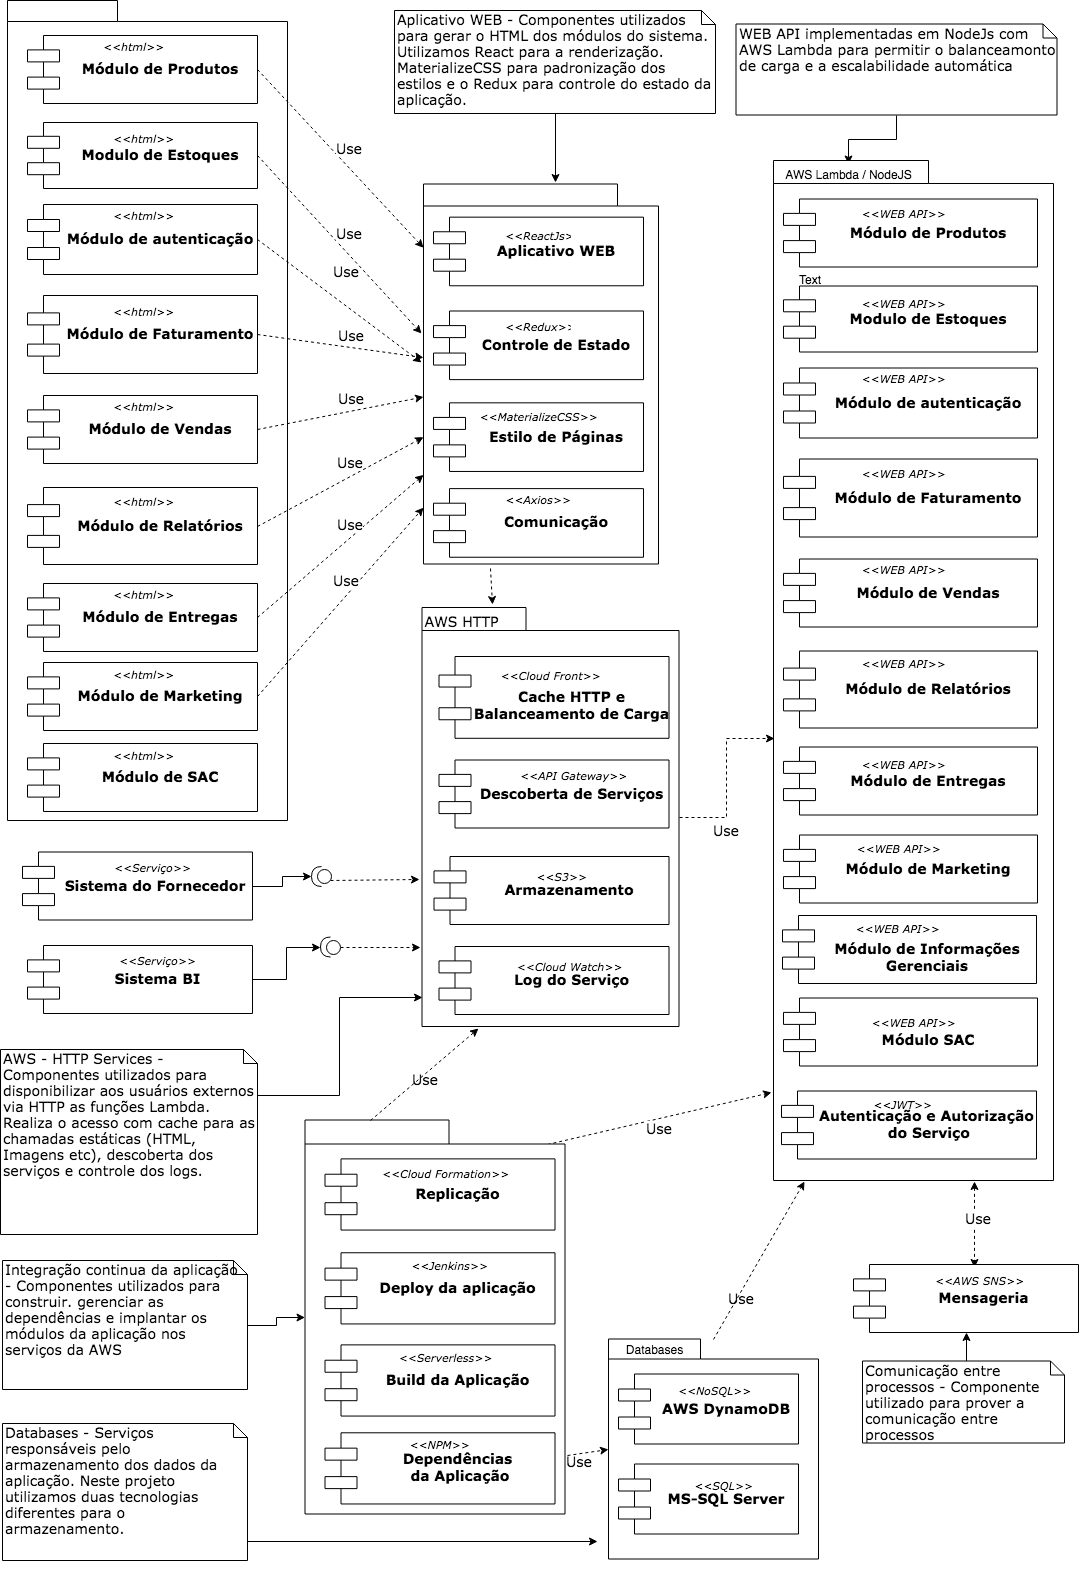 <<html>>
Módulo de Produtos
<<html>>
Modulo de Estoques
<<html>>
Módulo de autenticação
<<html>>
Módulo de Faturamento
<<html>>
Módulo de Vendas
<<html>>
Módulo de Relatórios
<<html>>
Módulo de Entregas
<<html>>
Módulo de Marketing
<<html>>
Módulo de SAC
Use
Use
Use
Use
Use
Use
Use
Use
Aplicativo WEB - Componentes utilizados
para gerar o HTML dos módulos do sistema.
Utilizamos React para a renderização.
MaterializeCSS para padronização dos
estilos e o Redux para controle do estado da
aplicação.
<<ReactJs>
Aplicativo WEB
<<Redux>:
Controle de Estado
<<MaterializeCSS>>
Estilo de Páginas
<<Axios>>
Comunicação
AWS HTTP
<<Cloud Front>>
Cache HTTP e
Balanceamento de Carga
<<API Gateway>>
Descoberta de Serviços
<<S3>>
Armazenamento
<<Cloud Watch>>
Log do Serviço
Use
WEB API implementadas em NodeJs com
AWS Lambda para permitir o balanceamonto
de carga e a escalabilidade automática
AWS Lambda / NodeJS
<<WEB API>>
Módulo de Produtos
Text
<<WEB API>>
Modulo de Estoques
<<WEB API>>
Módulo de autenticação
<<WEB API>>
Módulo de Faturamento
<<WEB API>>
Módulo de Vendas
<<WEB API>>
Módulo de Relatórios
<<WEB API>>
Módulo de Entregas
<<WEB API>>
Módulo de Marketing
<<WEB API>>
Módulo de Informações
Gerenciais
<<WEB API>>
Módulo SAC
<<JWT>>
Autenticação e Autorização
do Serviço
<<Serviço>>
Sistema do Fornecedor
<<Serviço>>
Sistema BI
AWS - HTTP Services -
Componentes utilizados para
disponibilizar aos usuários externos
via HTTP as funções Lambda.
Realiza o acesso com cache para as
chamadas estáticas (HTML,
Imagens etc), descoberta dos
serviços e controle dos logs.
Use
Use
<<Cloud Formation>>
Replicação
<<Jenkins>>
Deploy da aplicação
<<Serverless>>
Build da Aplicação
<<NPM>>
Dependências
da Aplicação
Integração continua da aplicação
- Componentes utilizados para
construir. gerenciar as
dependências e implantar os
módulos da aplicação nos
serviços da AWS
Databases - Serviços
responsáveis pelo
armazenamento dos dados da
aplicação. Neste projeto
utilizamos duas tecnologias
diferentes para o
armazenamento.
Use
Use
Databases
<<NoSQL>>
AWS DynamoDB
<<SQL>>
MS-SQL Server
Use
<<AWS SNS>>
Mensageria
Comunicação entre
processos - Componente
utilizado para prover a
comunicação entre
processos